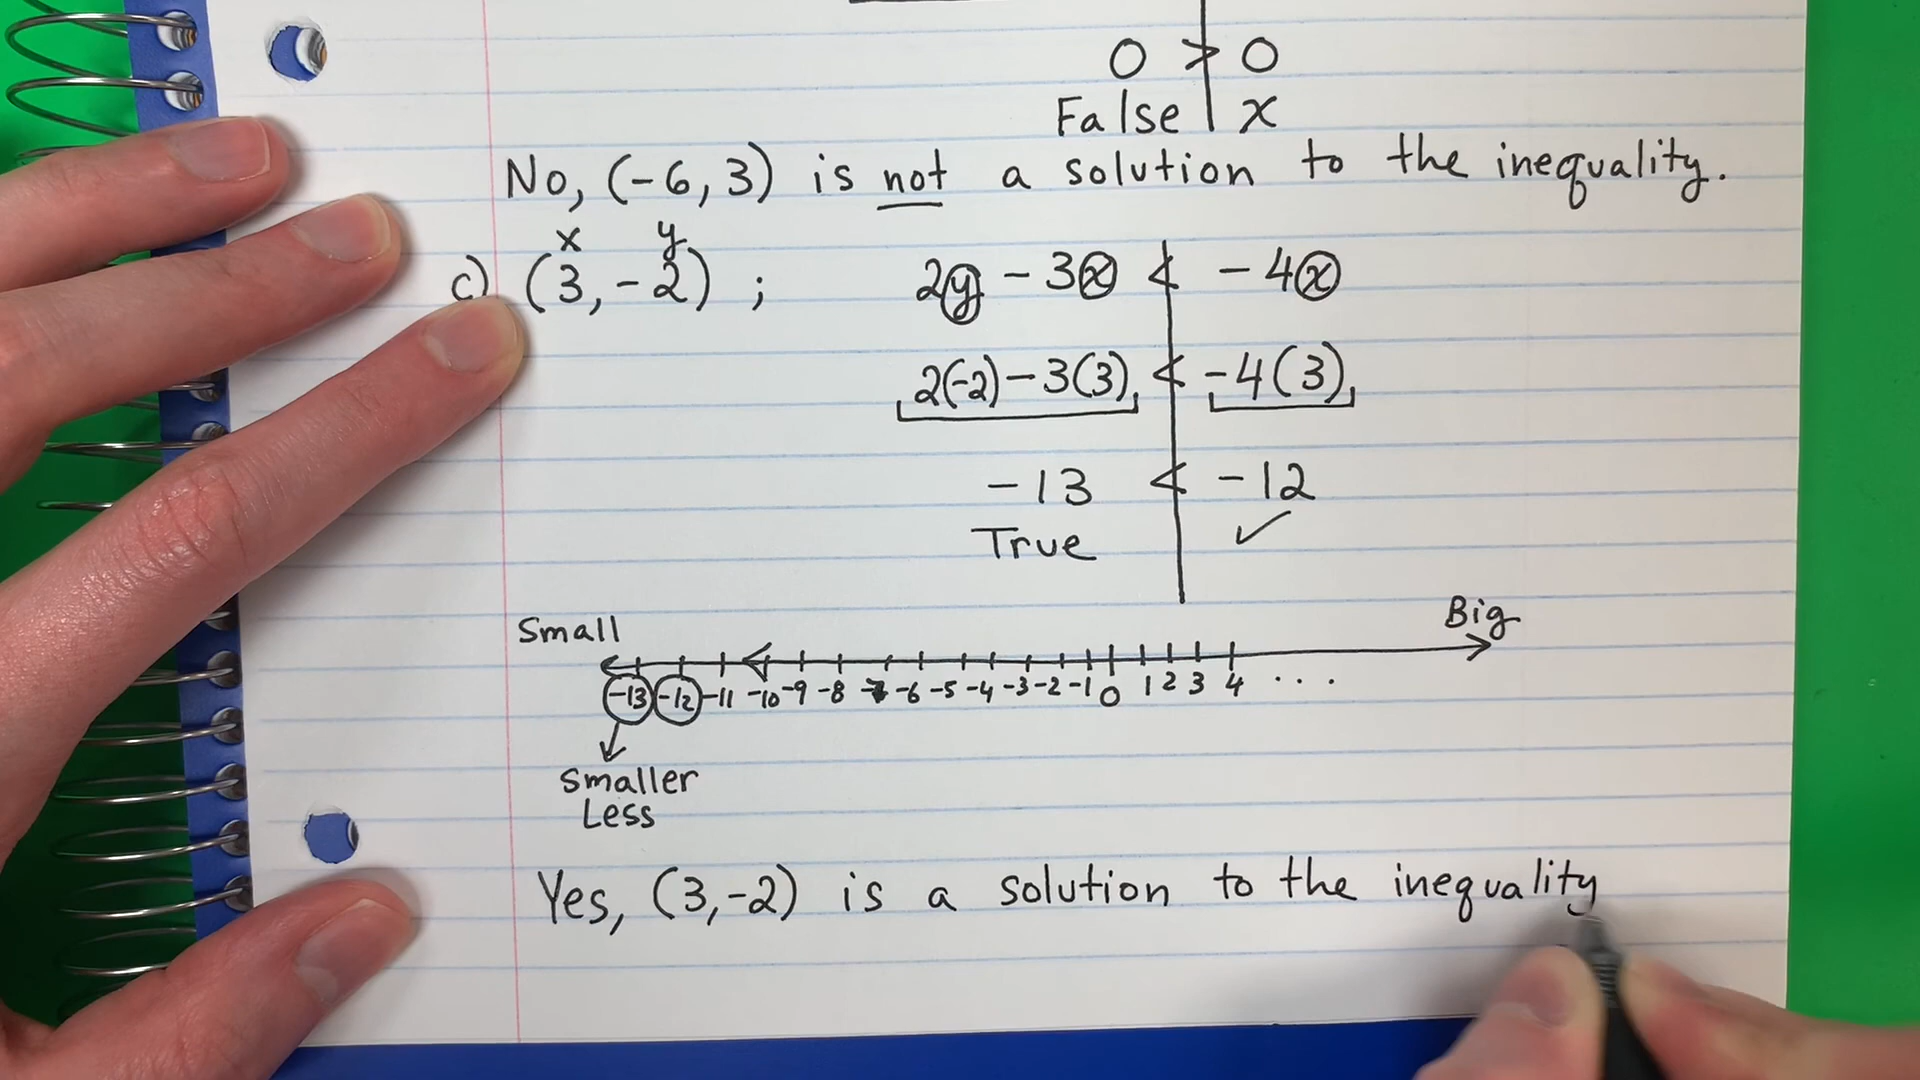 0 > 0
False x
No, (-6, 3) is not a solution to the inequality.
x y
c) (3, -2) ; 2y - 3x < -4x
2(-2) - 3(3) < -4(3)
-13 < -12
True ✓
Small Big
-13 -12 -11 -10 -9 -8 -7 -6 -5 -4 -3 -2 -1 0 1 2 3 4 ...
Smaller
Less
Yes, (3, -2) is a solution to the inequality